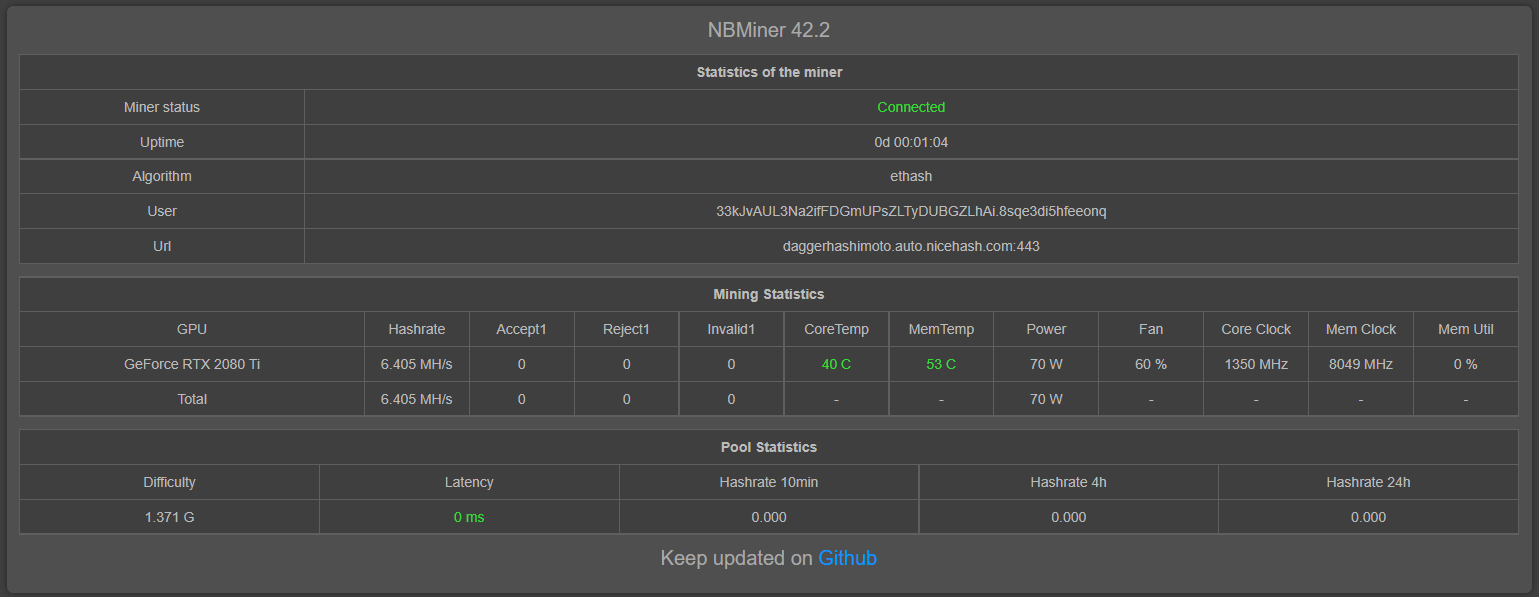 NBMiner 42.2
Statistics of the miner
Miner status Connected
Uptime 0d 00:01:04
Algorithm ethash
User 33kJvAUL3Na2ifFDGmUPsZLTyDUBGZLhAi.8sqe3di5hfeeonq
Url daggerhashimoto.auto.nicehash.com:443
Mining Statistics
GPU Hashrate Accept1 Reject1 Invalid1 CoreTemp MemTemp Power Fan Core Clock Mem Clock Mem Util
GeForce RTX 2080 Ti 6.405 MH/s 0 0 0 40 C 53 C 70 W 60 % 1350 MHz 8049 MHz 0 %
Total 6.405 MH/s 0 0 0 - - 70 W - - - -
Pool Statistics
Difficulty Latency Hashrate 10min Hashrate 4h Hashrate 24h
1.371 G 0 ms 0.000 0.000 0.000
Keep updated on Github